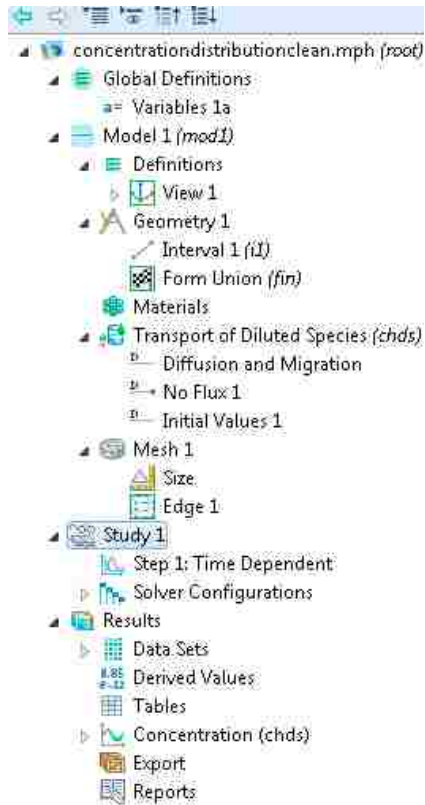 concentrationdistributionclean.mph (root)
Global Definitions
a= Variables 1a
Model 1 (mod1)
Definitions
View 1
Geometry 1
Interval 1 (i1)
Form Union (fin)
Materials
Transport of Diluted Species (chds)
D Diffusion and Migration
D No Flux 1
D Initial Values 1
Mesh 1
Size
Edge 1
Study 1
Step 1: Time Dependent
Solver Configurations
Results
Data Sets
8.85 e-12 Derived Values
Tables
Concentration (chds)
Export
Reports